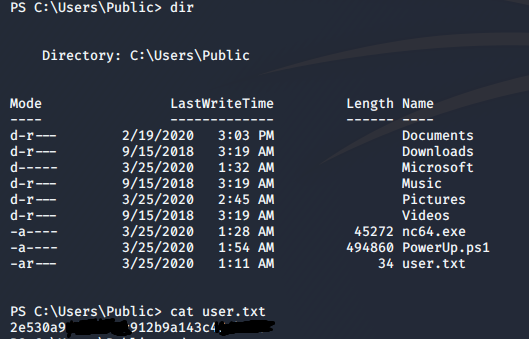 PS C:\Users\Public> dir
Directory: C:\Users\Public
Mode LastWriteTime Length Name
---- ------------- ------ ----
d-r--- 2/19/2020 3:03 PM Documents
d-r--- 9/15/2018 3:19 AM Downloads
d----- 3/25/2020 1:32 AM Microsoft
d-r--- 9/15/2018 3:19 AM Music
d-r--- 3/25/2020 2:45 AM Pictures
d-r--- 9/15/2018 3:19 AM Videos
-a---- 3/25/2020 1:28 AM 45272 nc64.exe
-a---- 3/25/2020 1:54 AM 494860 PowerUp.ps1
-ar--- 3/25/2020 1:11 AM 34 user.txt
PS C:\Users\Public> cat user.txt
2e530a9 912b9a143c4